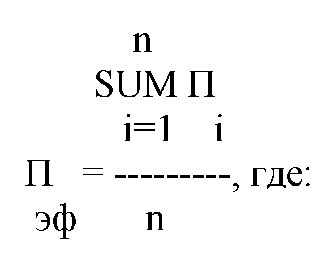 n
SUM П
i=1 i
П = ---------, где:
эф n